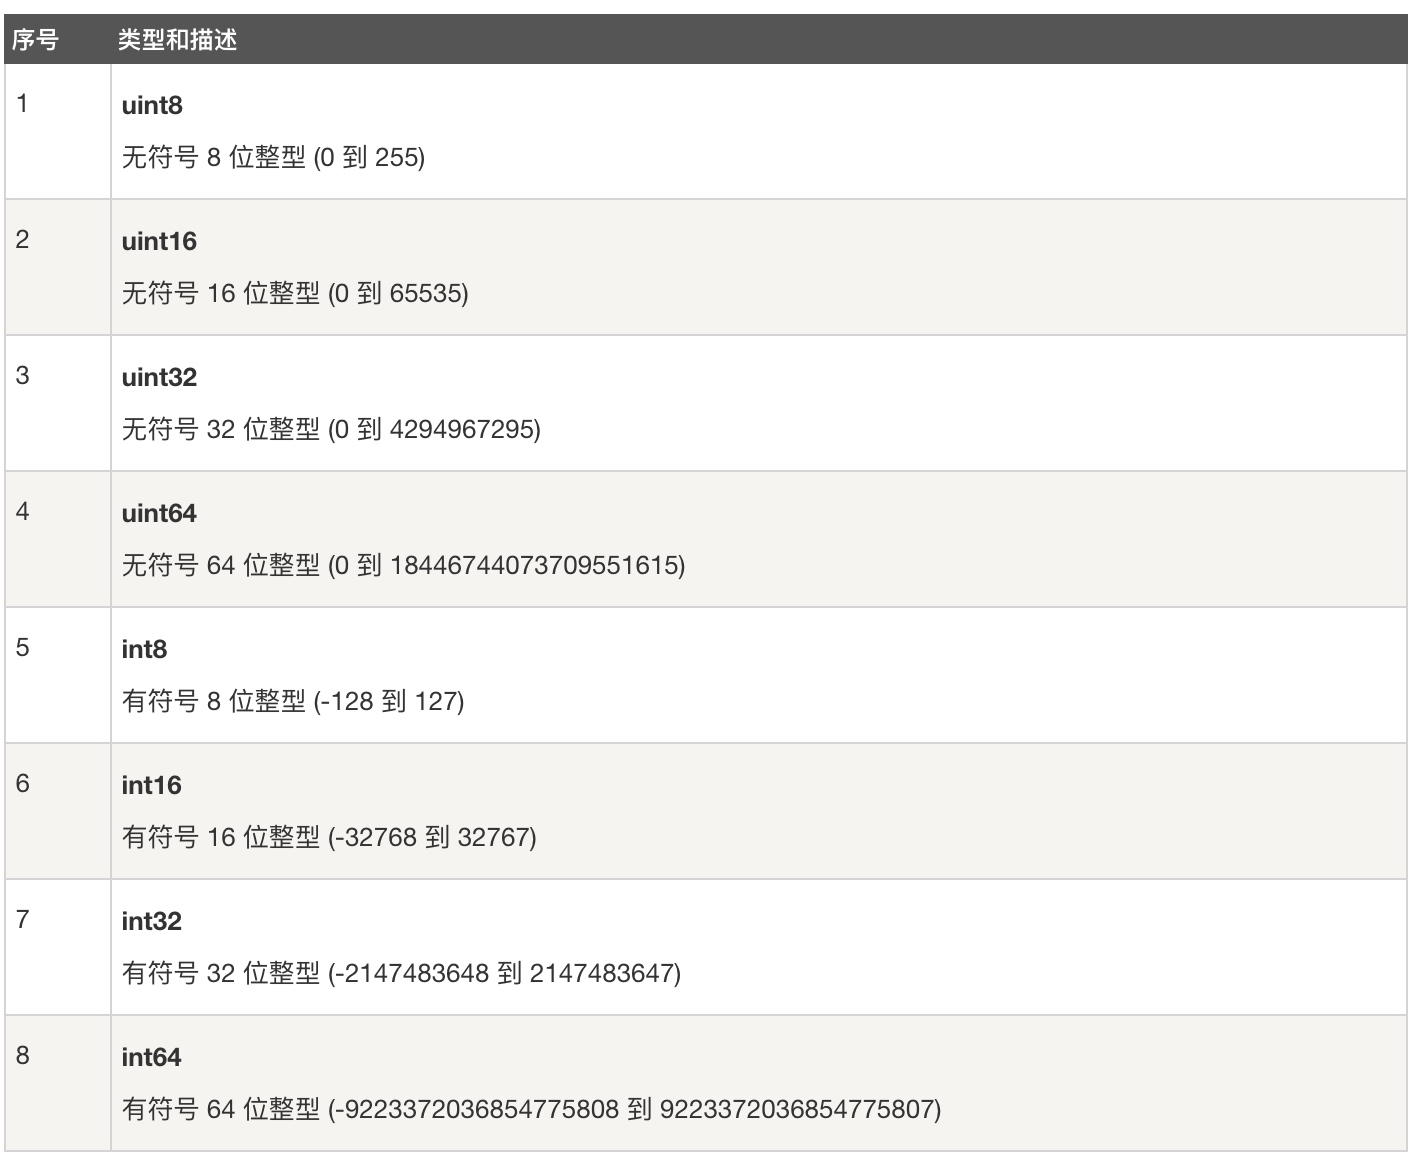 序号 类型和描述
1 uint8
无符号 8 位整型 (0 到 255)
2 uint16
无符号 16 位整型 (0 到 65535)
3 uint32
无符号 32 位整型 (0 到 4294967295)
4 uint64
无符号 64 位整型 (0 到 18446744073709551615)
5 int8
有符号 8 位整型 (-128 到 127)
6 int16
有符号 16 位整型 (-32768 到 32767)
7 int32
有符号 32 位整型 (-2147483648 到 2147483647)
8 int64
有符号 64 位整型 (-9223372036854775808 到 9223372036854775807)